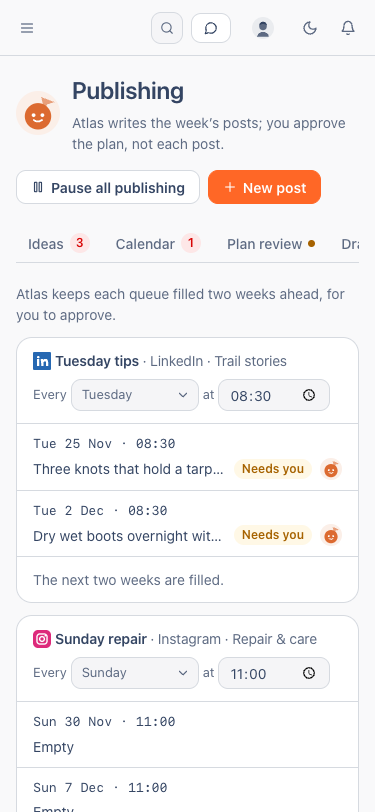 Publishing
Atlas writes the week's posts; you approve
the plan, not each post.
Pause all publishing
+ New post
Ideas 3 Calendar 1 Plan review Dra
Atlas keeps each queue filled two weeks ahead, for
you to approve.
in Tuesday tips · LinkedIn · Trail stories
Every Tuesday at 08:30
Tue 25 Nov · 08:30
Three knots that hold a tarp... Needs you
Tue 2 Dec · 08:30
Dry wet boots overnight wit... Needs you
The next two weeks are filled.
Sunday repair · Instagram · Repair & care
Every Sunday at 11:00
Sun 30 Nov · 11:00
Empty
Sun 7 Dec · 11:00
Empty